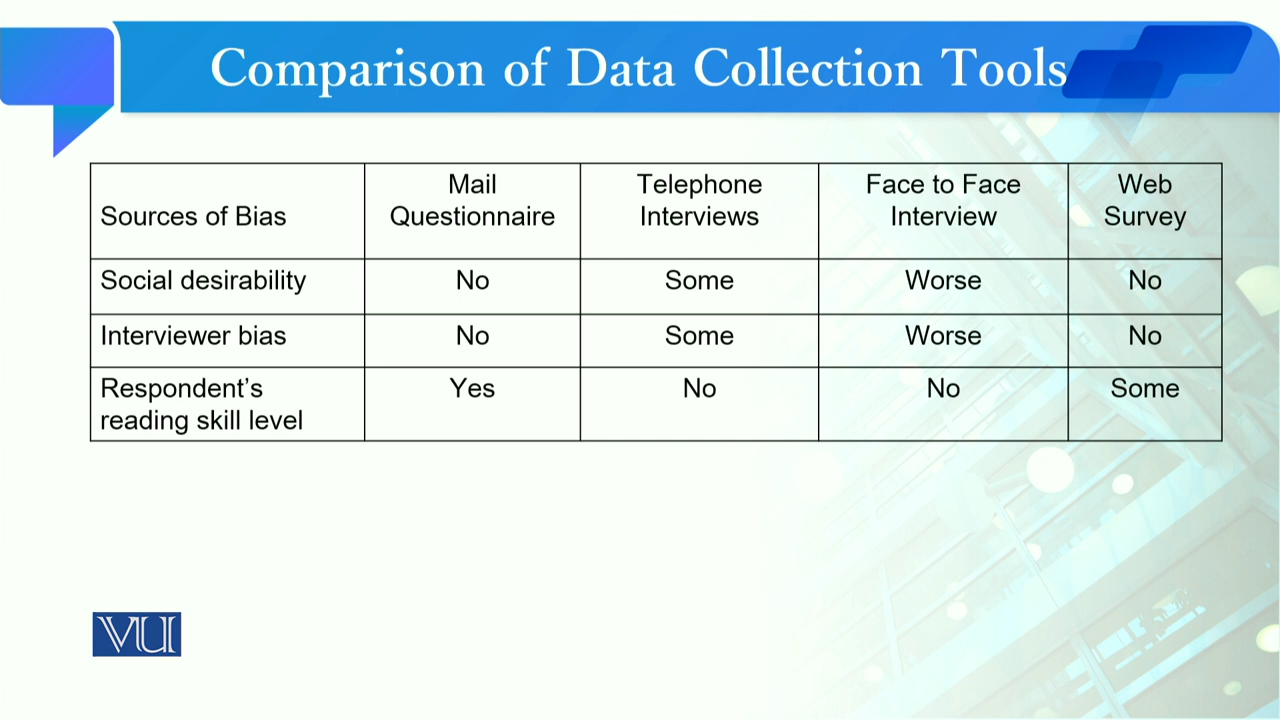 Comparison of Data Collection Tools
Sources of Bias
Mail
Questionnaire
Telephone
Interviews
Face to Face
Interview
Web
Survey
Social desirability
No
Some
Worse
No
Interviewer bias
No
Some
Worse
No
Respondent’s
reading skill level
Yes
No
No
Some
VU